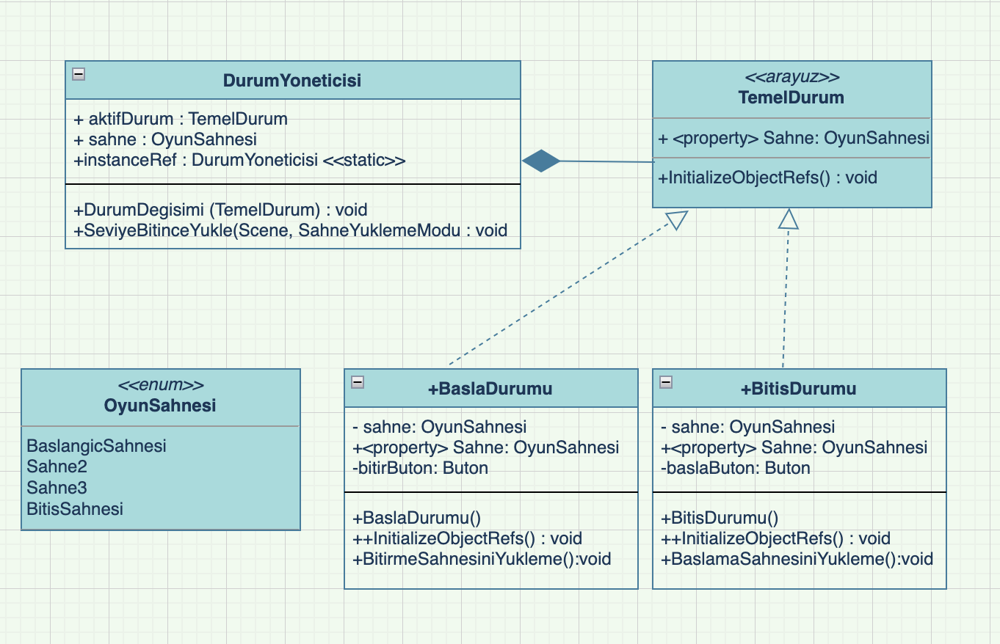 DurumYoneticisi
+ aktifDurum : TemelDurum
+ sahne : OyunSahnesi
+instanceRef : DurumYoneticisi <<static>>
+DurumDegisimi (TemelDurum) : void
+SeviyeBitinceYukle(Scene, SahneYuklemeModu : void
<<arayuz>>
TemelDurum
+ <property> Sahne: OyunSahnesi
+InitializeObjectRefs() : void
<<enum>>
OyunSahnesi
BaslangicSahnesi
Sahne2
Sahne3
BitisSahnesi
+BaslaDurumu
- sahne: OyunSahnesi
+<property> Sahne: OyunSahnesi
-bitirButon: Buton
+BaslaDurumu()
++InitializeObjectRefs() : void
+BitirmeSahnesiniYukleme():void
+BitisDurumu
- sahne: OyunSahnesi
+<property> Sahne: OyunSahnesi
-baslaButon: Buton
+BitisDurumu()
++InitializeObjectRefs() : void
+BaslamaSahnesiniYukleme():void